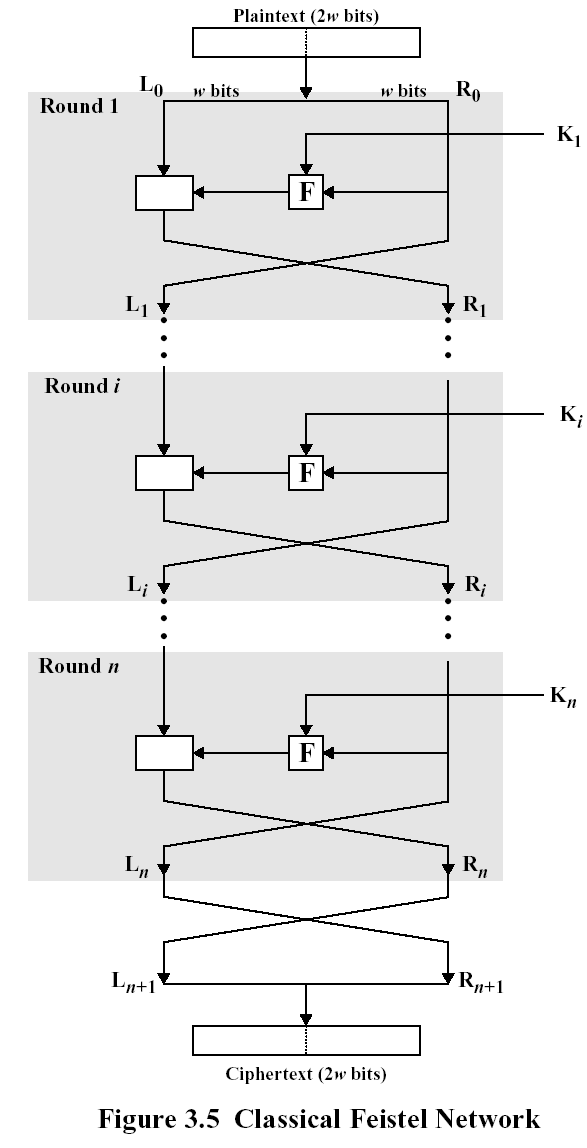 Plaintext (2w bits)
L0 w bits w bits R0
Round 1
K1
F
L1 R1
Round i
Ki
F
Li Ri
Round n
Kn
F
Ln Rn
Ln+1 Rn+1
Ciphertext (2w bits)
Figure 3.5 Classical Feistel Network